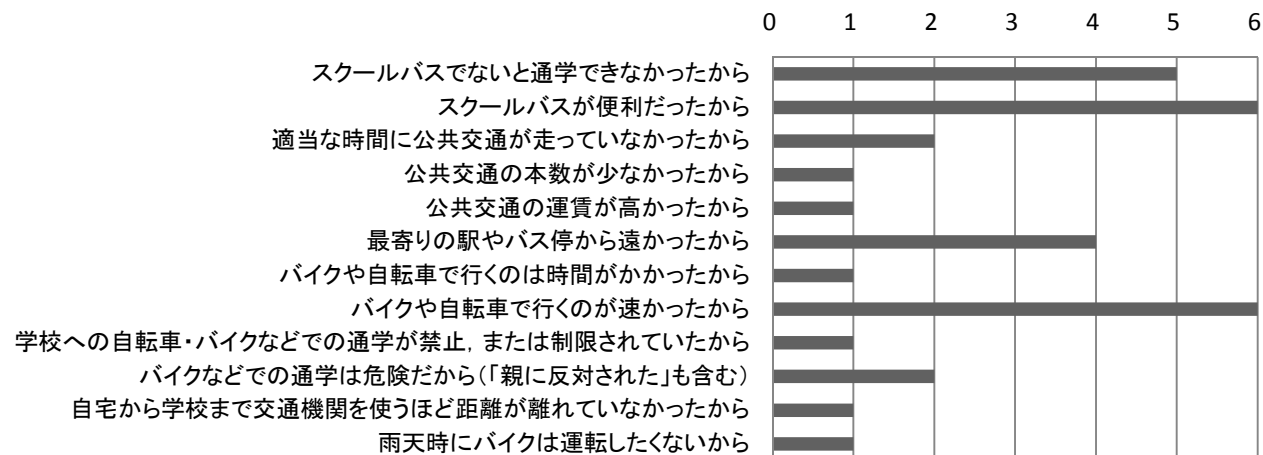 0 1 2 3 4 5 6
スクールバスでないと通学できなかったから
スクールバスが便利だったから
適当な時間に公共交通が走っていなかったから
公共交通の本数が少なかったから
公共交通の運賃が高かったから
最寄りの駅やバス停から遠かったから
バイクや自転車で行くのは時間がかかったから
バイクや自転車で行くのが速かったから
学校への自転車・バイクなどでの通学が禁止，または制限されていたから
バイクなどでの通学は危険だから(「親に反対された」も含む)
自宅から学校まで交通機関を使うほど距離が離れていなかったから
雨天時にバイクは運転したくないから